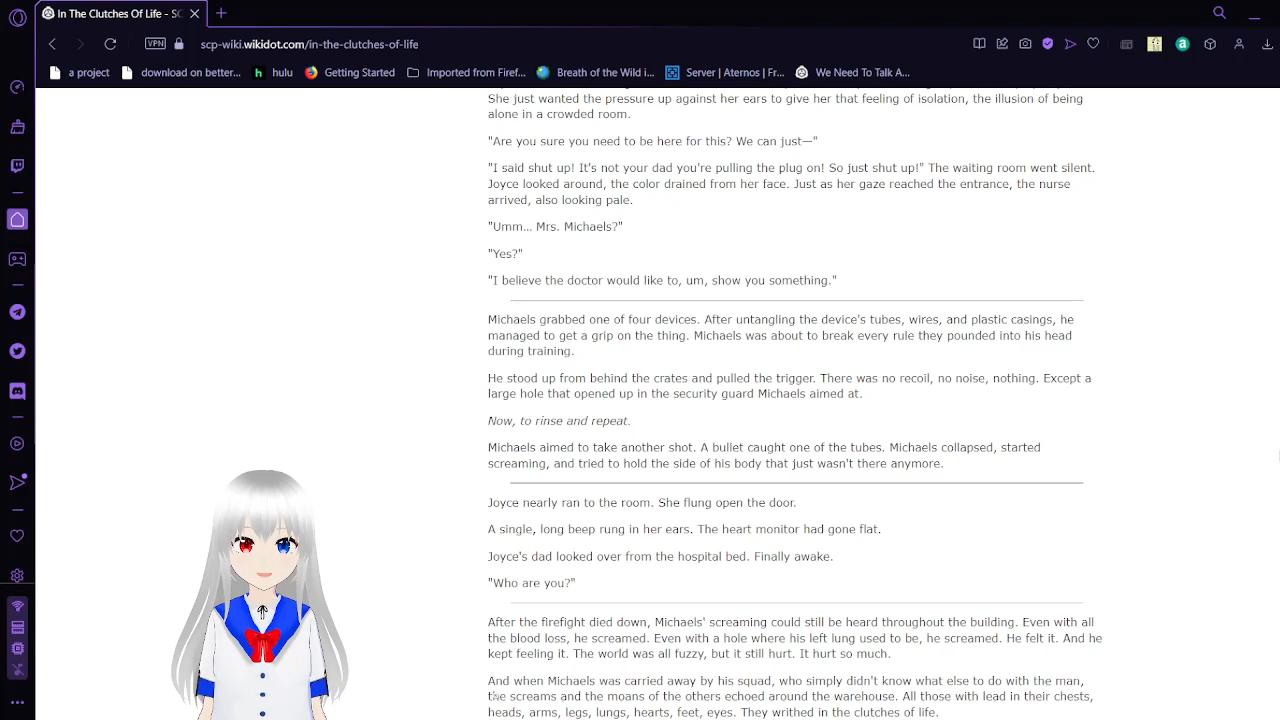 In The Clutches Of Life - SC
VPN
scp-wiki.wikidot.com/in-the-clutches-of-life
a project
download on better...
hulu
Getting Started
Imported from Firef...
Breath of the Wild i...
Server | Aternos | Fr...
We Need To Talk A...
She just wanted the pressure up against her ears to give her that feeling of isolation, the illusion of being
alone in a crowded room.
"Are you sure you need to be here for this? We can just—"
"I said shut up! It's not your dad you're pulling the plug on! So just shut up!" The waiting room went silent.
Joyce looked around, the color drained from her face. Just as her gaze reached the entrance, the nurse
arrived, also looking pale.
"Umm... Mrs. Michaels?"
"Yes?"
"I believe the doctor would like to, um, show you something."
Michaels grabbed one of four devices. After untangling the device's tubes, wires, and plastic casings, he
managed to get a grip on the thing. Michaels was about to break every rule they pounded into his head
during training.
He stood up from behind the crates and pulled the trigger. There was no recoil, no noise, nothing. Except a
large hole that opened up in the security guard Michaels aimed at.
Now, to rinse and repeat.
Michaels aimed to take another shot. A bullet caught one of the tubes. Michaels collapsed, started
screaming, and tried to hold the side of his body that just wasn't there anymore.
Joyce nearly ran to the room. She flung open the door.
A single, long beep rung in her ears. The heart monitor had gone flat.
Joyce's dad looked over from the hospital bed. Finally awake.
"Who are you?"
After the firefight died down, Michaels' screaming could still be heard throughout the building. Even with all
the blood loss, he screamed. Even with a hole where his left lung used to be, he screamed. He felt it. And he
kept feeling it. The world was all fuzzy, but it still hurt. It hurt so much.
And when Michaels was carried away by his squad, who simply didn't know what else to do with the man,
the screams and the moans of the others echoed around the warehouse. All those with lead in their chests,
heads, arms, legs, lungs, hearts, feet, eyes. They writhed in the clutches of life.